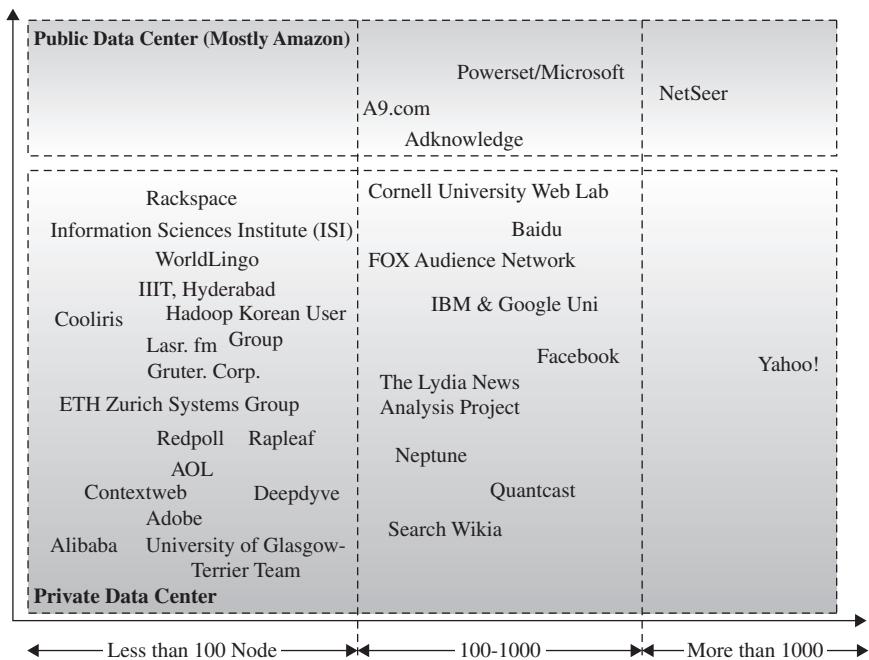 Public Data Center (Mostly Amazon)
Powerset/Microsoft
NetSeer
A9.com
Adknowledge
Rackspace
Cornell University Web Lab
Information Sciences Institute (ISI)
Baidu
WorldLingo
FOX Audience Network
IIIT, Hyderabad
IBM & Google Uni
Cooliris
Hadoop Korean User
Group
Lasr. fm
Facebook
Yahoo!
Gruter. Corp.
The Lydia News
Analysis Project
ETH Zurich Systems Group
Redpoll
Rapleaf
Neptune
AOL
Contextweb
Deepdyve
Quantcast
Adobe
Search Wikia
Alibaba
University of Glasgow-
Terrier Team
Private Data Center
Less than 100 Node
100-1000
More than 1000